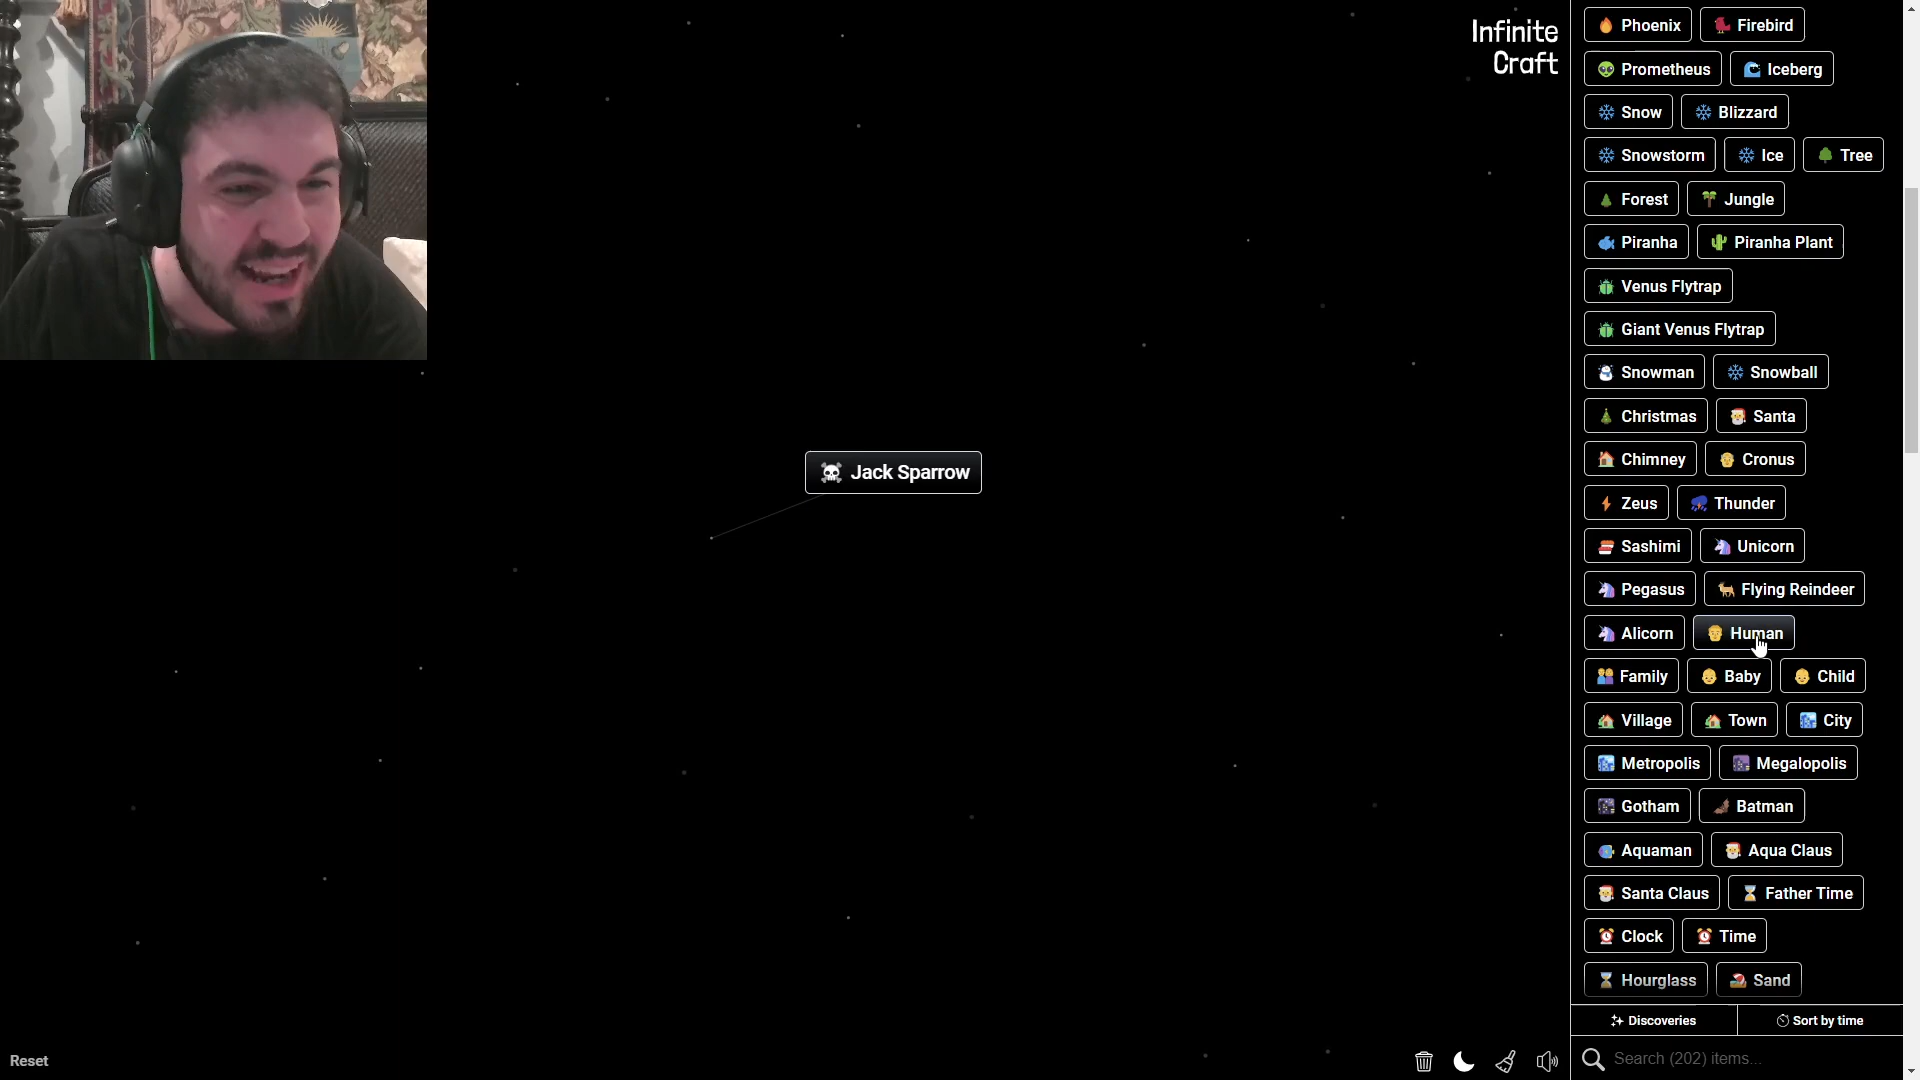 Infinite
Craft
Phoenix Firebird
Prometheus Iceberg
Snow Blizzard
Snowstorm Ice Tree
Forest Jungle
Piranha Piranha Plant
Venus Flytrap
Giant Venus Flytrap
Snowman Snowball
Christmas Santa
Jack Sparrow
Chimney Cronus
Zeus Thunder
Sashimi Unicorn
Pegasus Flying Reindeer
Alicorn Human
Family Baby Child
Village Town City
Metropolis Megalopolis
Gotham Batman
Aquaman Aqua Claus
Santa Claus Father Time
Clock Time
Hourglass Sand
Discoveries Sort by time
Reset
Search (202) items...